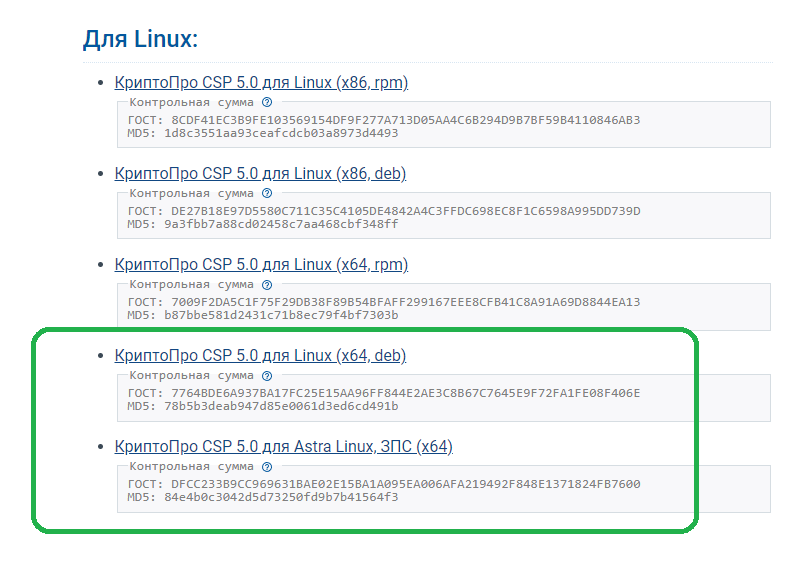 Для Linux:
КриптоПро CSP 5.0 для Linux (x86, rpm)
Контрольная сумма ?
ГОСТ: 8CDF41EC3B9FE103569154DF9F277A713D05AA4C6B294D9B7BF59B4110846AB3
MD5: 1d8c3551aa93ceafcdcb03a8973d4493
КриптоПро CSP 5.0 для Linux (x86, deb)
Контрольная сумма ?
ГОСТ: DE27B18E97D5580C711C35C4105DE4842A4C3FFDC698EC8F1C6598A995DD739D
MD5: 9a3fbb7a88cd02458c7aa468cbf348ff
КриптоПро CSP 5.0 для Linux (x64, rpm)
Контрольная сумма ?
ГОСТ: 7009F2DA5C1F75F29DB38F89B54BFAFF299167EEE8CFB41C8A91A69D8844EA13
MD5: b87bbe581d2431c71b8ec79f4bf7303b
КриптоПро CSP 5.0 для Linux (x64, deb)
Контрольная сумма ?
ГОСТ: 7764BDE6A937BA17FC25E15AA96FF844E2AE3C8B67C7645E9F72FA1FE08F406E
MD5: 78b5b3deab947d85e0061d3ed6cd491b
КриптоПро CSP 5.0 для Astra Linux, ЗПС (x64)
Контрольная сумма ?
ГОСТ: DFCC233B9CC969631BAE02E15BA1A095EA006AFA219492F848E1371824FB7600
MD5: 84e4b0c3042d5d73250fd9b7b41564f3